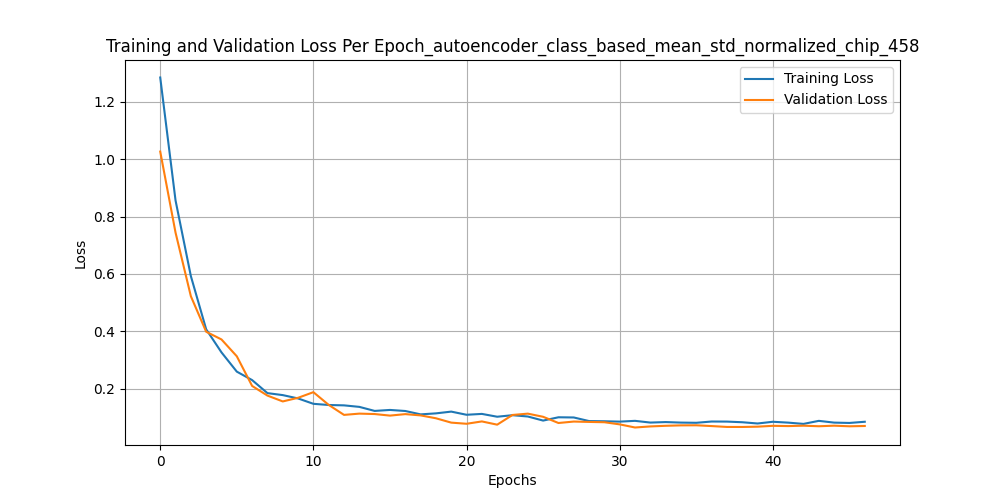 Training and Validation Loss Per Epoch_autoencoder_class_based_mean_std_normalized_chip_458
Training Loss
Validation Loss
1.2
1.0
0.8
0.6
0.4
0.2
Loss
0
10
20
30
40
Epochs